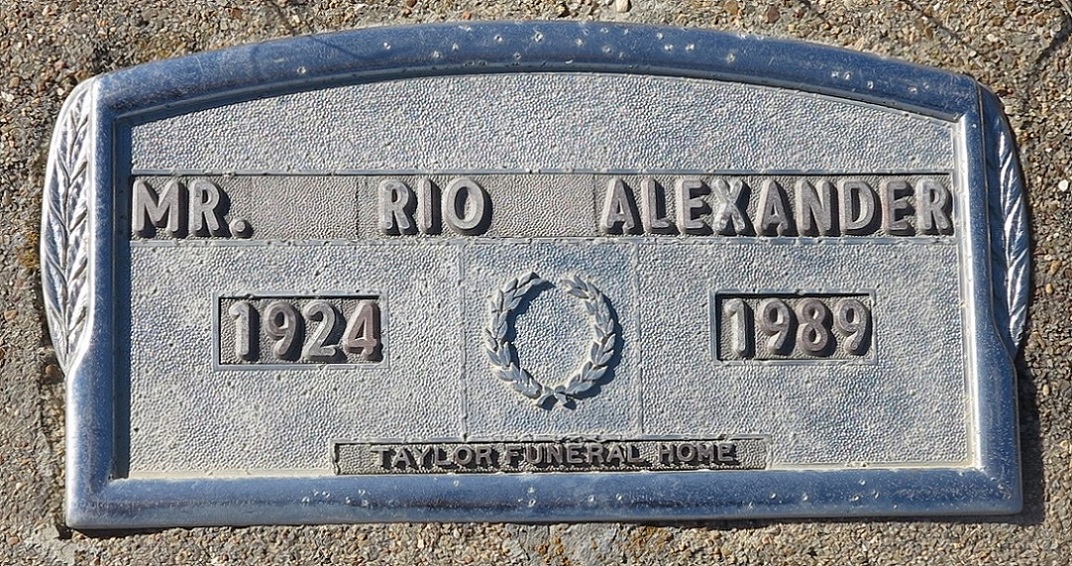 MR. RIO ALEXANDER
1924 1989
TAYLOR FUNERAL HOME